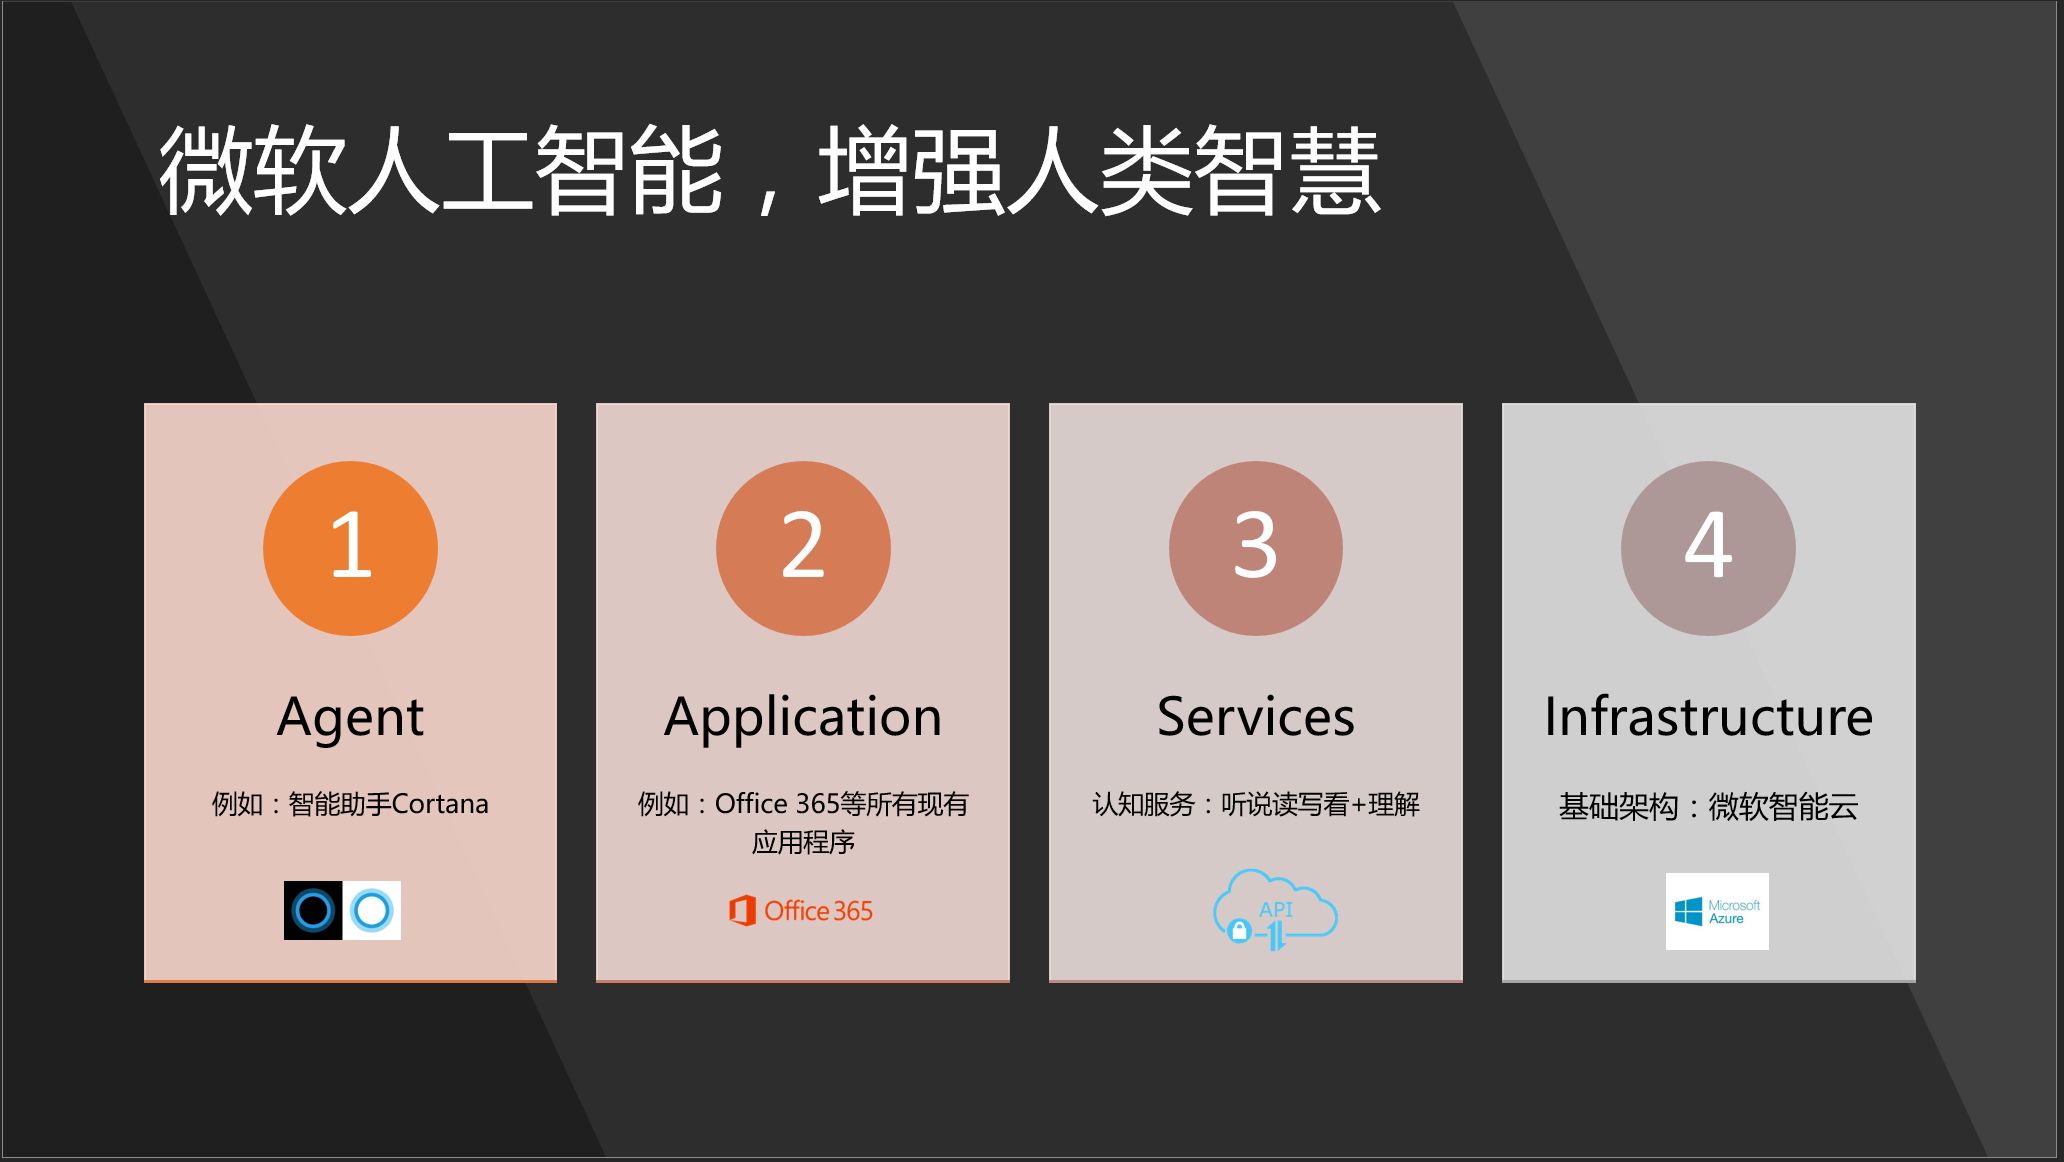 微软人工智能，增强人类智慧
1
Agent
例如：智能助手Cortana
2
Application
例如：Office 365等所有现有
应用程序
Office 365
3
Services
认知服务：听说读写看+理解
API
4
Infrastructure
基础架构：微软智能云
Microsoft
Azure